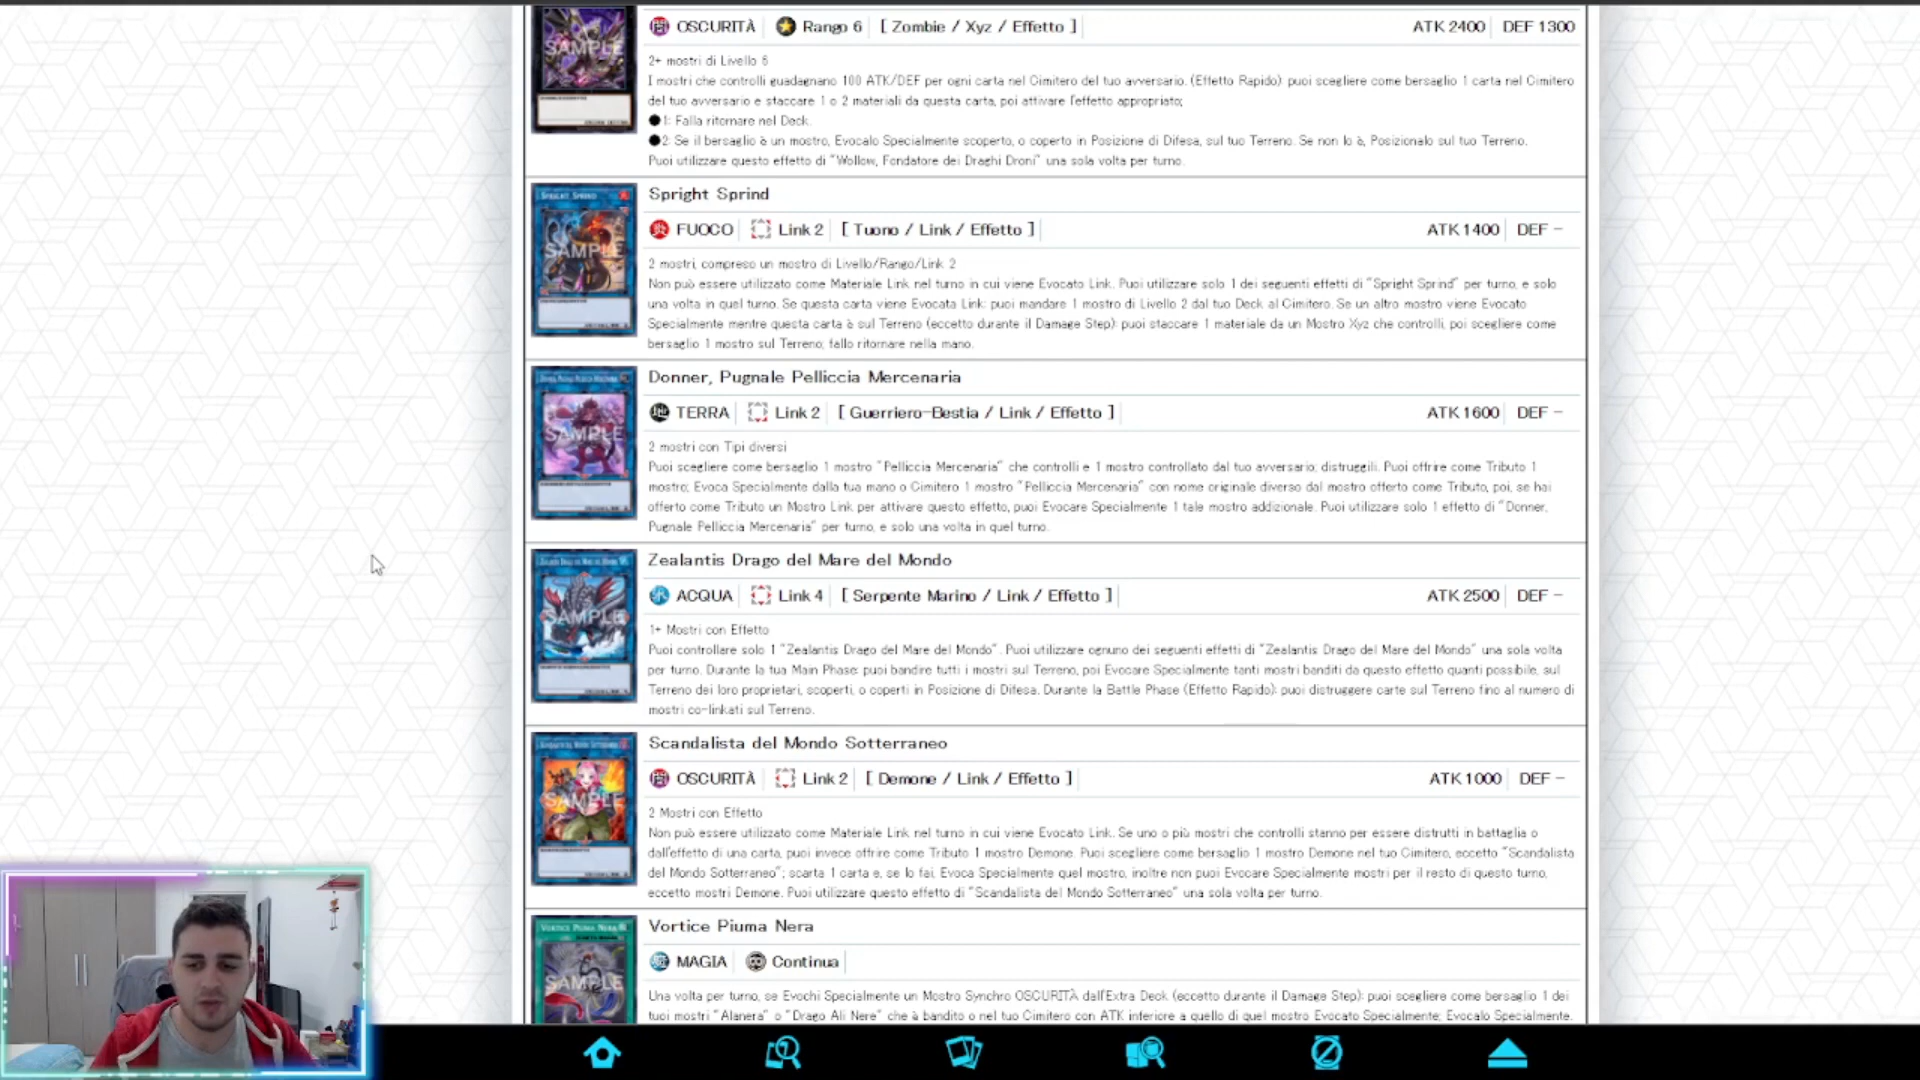 OSCURITÀ Rango 6 [ Zombie / Xyz / Effetto ] ATK 2400 DEF 1300
2+ mostri di Livello 6
I mostri che controlli guadagnano 100 ATK/DEF per ogni carta nel Cimitero del tuo avversario. (Effetto Rapido): puoi scegliere come bersaglio 1 carta nel Cimitero
del tuo avversario e staccare 1 o 2 materiali da questa carta, poi attivare l'effetto appropriato;
●1: Falla ritornare nel Deck.
●2: Se il bersaglio è un mostro, Evocalo Specialmente scoperto, o coperto in Posizione di Difesa, sul tuo Terreno. Se non lo è, Posizionalo sul tuo Terreno.
Puoi utilizzare questo effetto di "Wollow, Fondatore dei Draghi Droni" una sola volta per turno.
SAMPLE
Spright Sprind
FUOCO Link 2 [ Tuono / Link / Effetto ] ATK 1400 DEF -
2 mostri, compreso un mostro di Livello/Rango/Link 2
Non può essere utilizzato come Materiale Link nel turno in cui viene Evocato Link. Puoi utilizzare solo 1 dei seguenti effetti di "Spright Sprind" per turno, e solo
una volta in quel turno. Se questa carta viene Evocata Link: puoi mandare 1 mostro di Livello 2 dal tuo Deck al Cimitero. Se un altro mostro viene Evocato
Specialmente mentre questa carta è sul Terreno (eccetto durante il Damage Step): puoi staccare 1 materiale da un Mostro Xyz che controlli, poi scegliere come
bersaglio 1 mostro sul Terreno; fallo ritornare nella mano.
SPRIGHT SPRIND
SAMPLE
Donner, Pugnale Pelliccia Mercenaria
TERRA Link 2 [ Guerriero-Bestia / Link / Effetto ] ATK 1600 DEF -
2 mostri con Tipi diversi
Puoi scegliere come bersaglio 1 mostro "Pelliccia Mercenaria" che controlli e 1 mostro controllato dal tuo avversario; distruggili. Puoi offrire come Tributo 1
mostro; Evoca Specialmente dalla tua mano o Cimitero 1 mostro "Pelliccia Mercenaria" con nome originale diverso dal mostro offerto come Tributo, poi, se hai
offerto come Tributo un Mostro Link per attivare questo effetto, puoi Evocare Specialmente 1 tale mostro addizionale. Puoi utilizzare solo 1 effetto di "Donner,
Pugnale Pelliccia Mercenaria" per turno, e solo una volta in quel turno.
SAMPLE
Zealantis Drago del Mare del Mondo
ACQUA Link 4 [ Serpente Marino / Link / Effetto ] ATK 2500 DEF -
1+ Mostri con Effetto
Puoi controllare solo 1 "Zealantis Drago del Mare del Mondo". Puoi utilizzare ognuno dei seguenti effetti di "Zealantis Drago del Mare del Mondo" una sola volta
per turno. Durante la tua Main Phase: puoi bandire tutti i mostri sul Terreno, poi Evocare Specialmente tanti mostri banditi da questo effetto quanti possibile, sul
Terreno dei loro proprietari, scoperti, o coperti in Posizione di Difesa. Durante la Battle Phase (Effetto Rapido): puoi distruggere carte sul Terreno fino al numero di
mostri co-linkati sul Terreno.
SAMPLE
Scandalista del Mondo Sotterraneo
OSCURITÀ Link 2 [ Demone / Link / Effetto ] ATK 1000 DEF -
2 Mostri con Effetto
Non può essere utilizzato come Materiale Link nel turno in cui viene Evocato Link. Se uno o più mostri che controlli stanno per essere distrutti in battaglia o
dall'effetto di una carta, puoi invece offrire come Tributo 1 mostro Demone. Puoi scegliere come bersaglio 1 mostro Demone nel tuo Cimitero, eccetto "Scandalista
del Mondo Sotterraneo"; scarta 1 carta e, se lo fai, Evoca Specialmente quel mostro, inoltre non puoi Evocare Specialmente mostri per il resto di questo turno,
eccetto mostri Demone. Puoi utilizzare questo effetto di "Scandalista del Mondo Sotterraneo" una sola volta per turno.
SAMPLE
Vortice Piuma Nera
MAGIA Continua
Una volta per turno, se Evochi Specialmente un Mostro Synchro OSCURITÀ dall'Extra Deck (eccetto durante il Damage Step): puoi scegliere come bersaglio 1 dei
tuoi mostri "Alanera" o "Drago Ali Nere" che è bandito o nel tuo Cimitero con ATK inferiore a quello di quel mostro Evocato Specialmente; Evocalo Specialmente.
VORTICE PIUMA NERA
SAMPLE